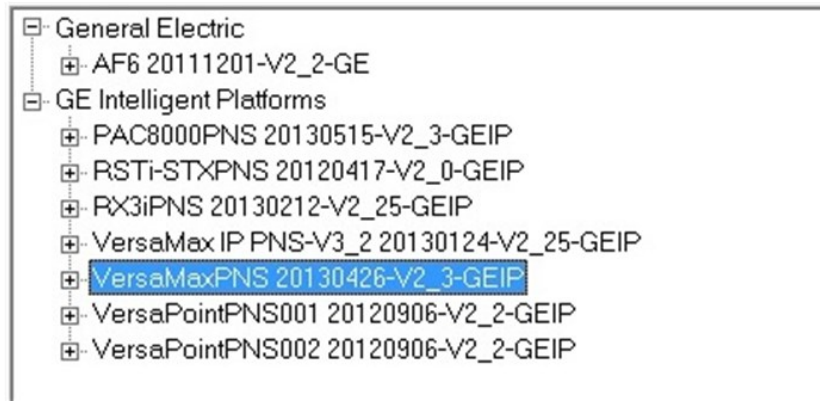 General Electric
AF6 20111201-V2_2-GE
GE Intelligent Platforms
PAC8000PNS 20130515-V2_3-GEIP
RSTi-STXPNS 20120417-V2_0-GEIP
RX3iPNS 20130212-V2_25-GEIP
VersaMax IP PNS-V3_2 20130124-V2_25-GEIP
VersaMaxPNS 20130426-V2_3-GEIP
VersaPointPNS001 20120906-V2_2-GEIP
VersaPointPNS002 20120906-V2_2-GEIP